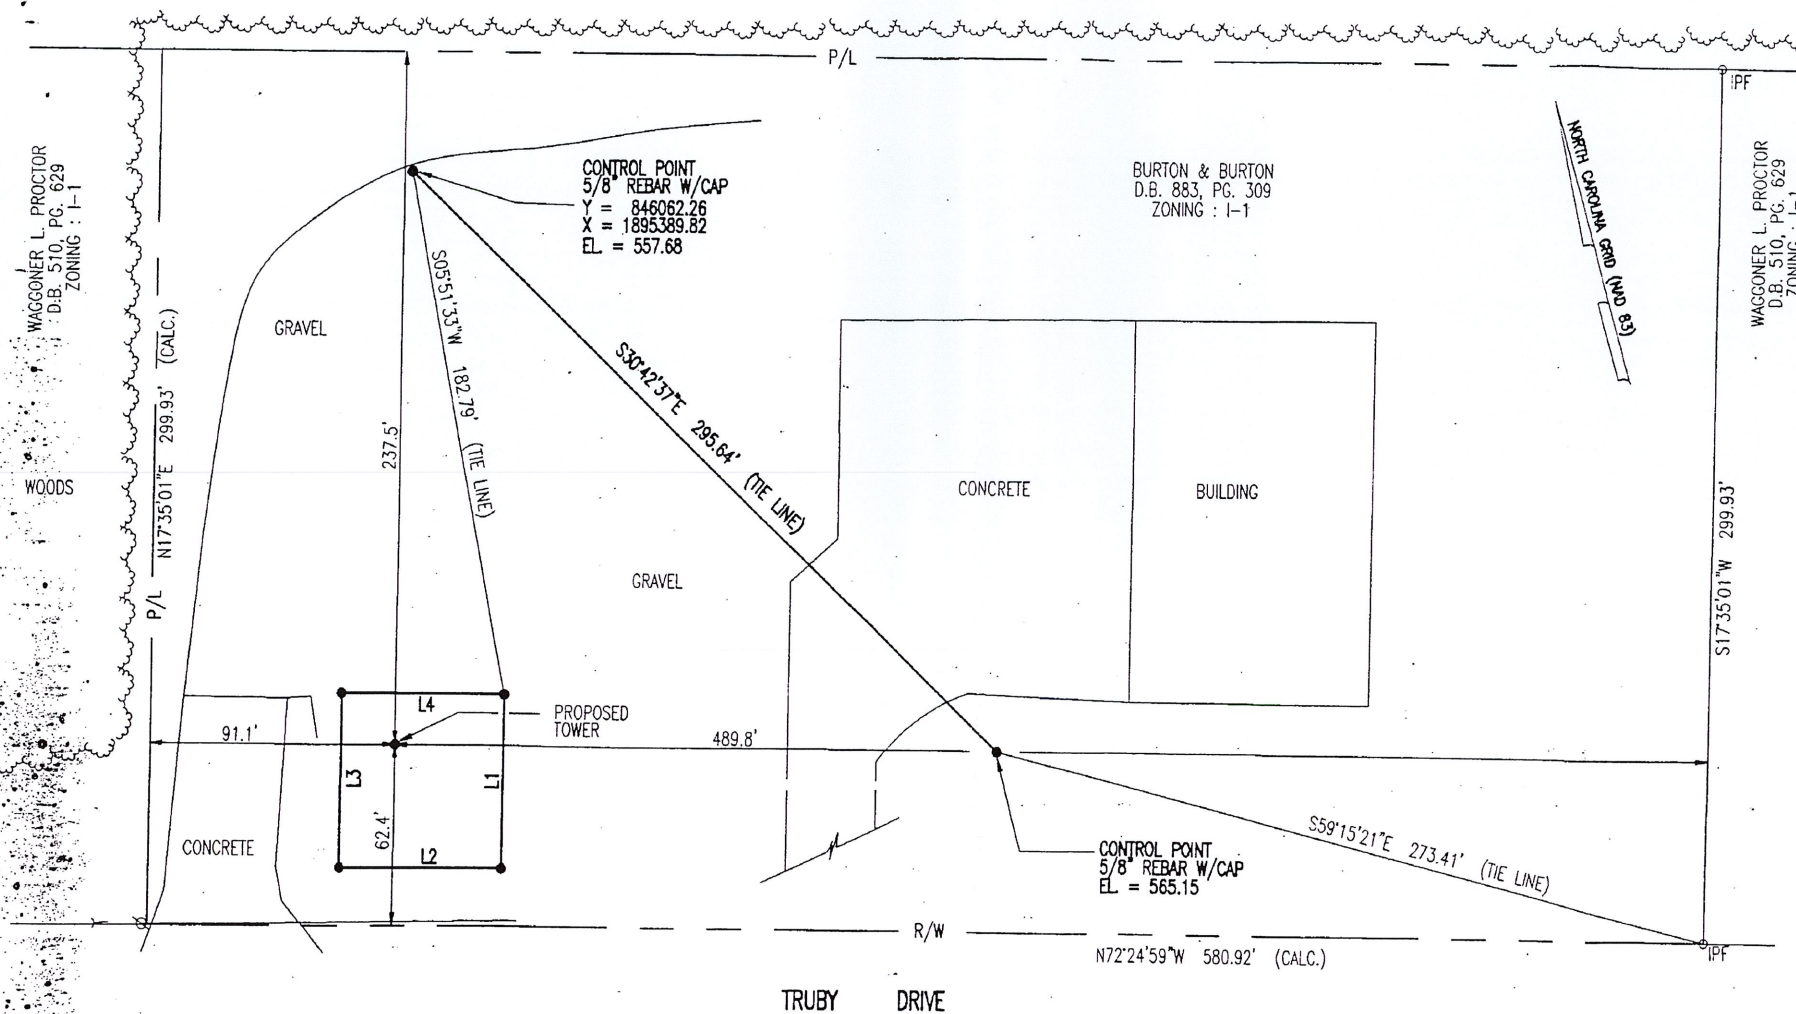 P/L
IPF
WAGGONER L. PROCTOR
D.B. 510, PG. 629
ZONING : I-1
CONTROL POINT
5/8" REBAR W/CAP
Y = 846062.26
X = 1895389.82
EL = 557.68
BURTON & BURTON
D.B. 883, PG. 309
ZONING : I-1
NORTH CAROLINA GRID (NAD 83)
WAGGONER L. PROCTOR
D.B. 510, PG. 629
ZONING : I-1
GRAVEL
N17°35'01"E 299.93' (CALC.)
P/L
WOODS
237.5'
S05°51'33"W 182.79' (TIE LINE)
S30°42'37"E 295.64' (TIE LINE)
CONCRETE
BUILDING
GRAVEL
S17°35'01"W 299.93'
L4
PROPOSED
TOWER
91.1'
489.8'
L3
L1
62.4'
L2
CONCRETE
CONTROL POINT
5/8" REBAR W/CAP
EL = 565.15
S59°15'21"E 273.41' (TIE LINE)
R/W
N72°24'59"W 580.92' (CALC.)
IPF
TRUBY DRIVE